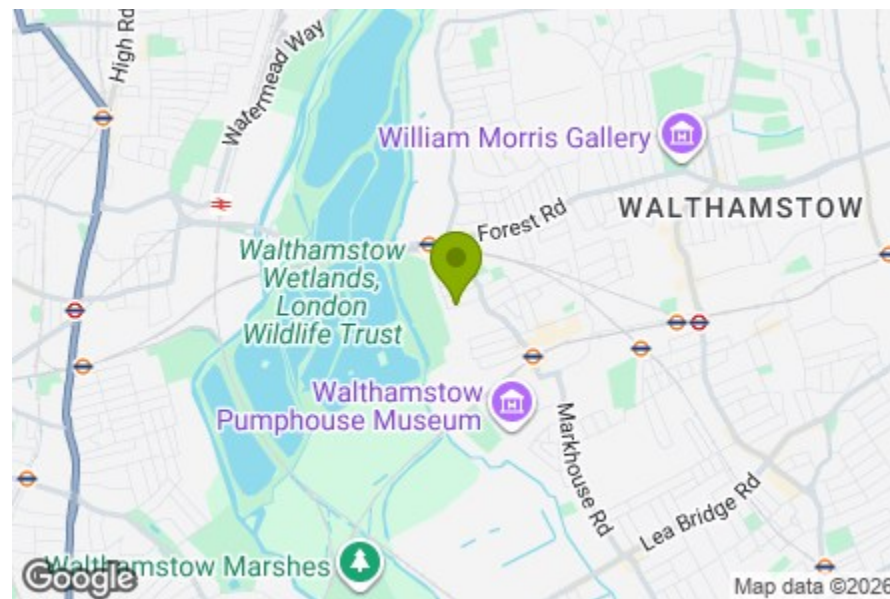 High Rd
Watermead Way
William Morris Gallery
Forest Rd
WALTHAMSTOW
Walthamstow
Wetlands,
London
Wildlife Trust
Walthamstow
Pumphouse Museum
Markhouse Rd
Lea Bridge Rd
Walthamstow Marshes
Google
Map data ©2026